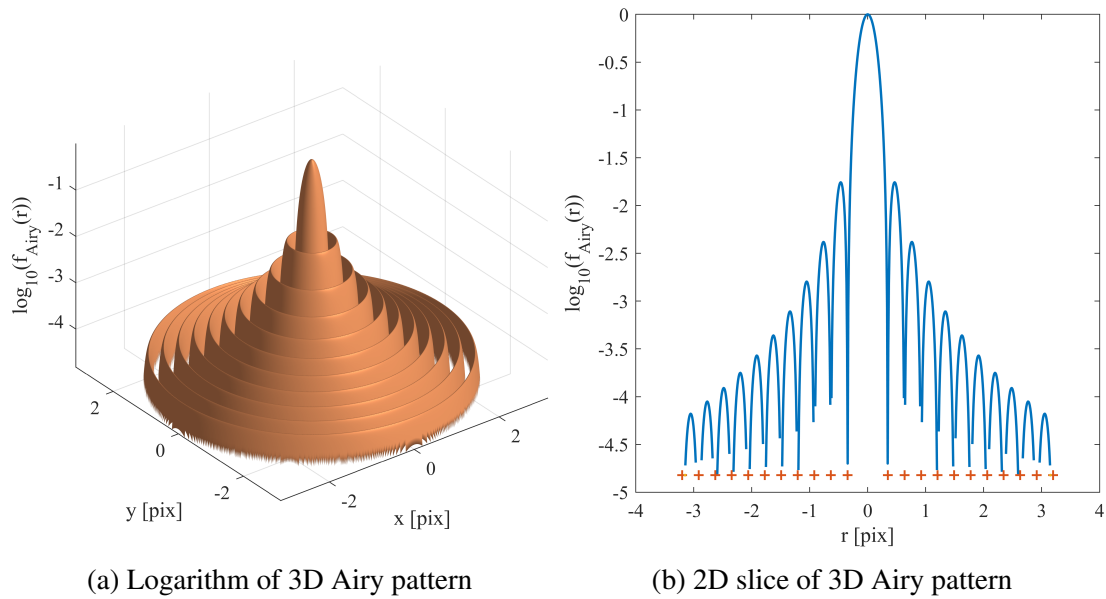 log10(fAiry(r))
-1
-2
-3
-4
2
0
-2
y [pix]
-2
0
2
x [pix]
(a) Logarithm of 3D Airy pattern
log10(fAiry(r))
0
-0.5
-1
-1.5
-2
-2.5
-3
-3.5
-4
-4.5
-5
-4 -3 -2 -1 0 1 2 3 4
r [pix]
(b) 2D slice of 3D Airy pattern